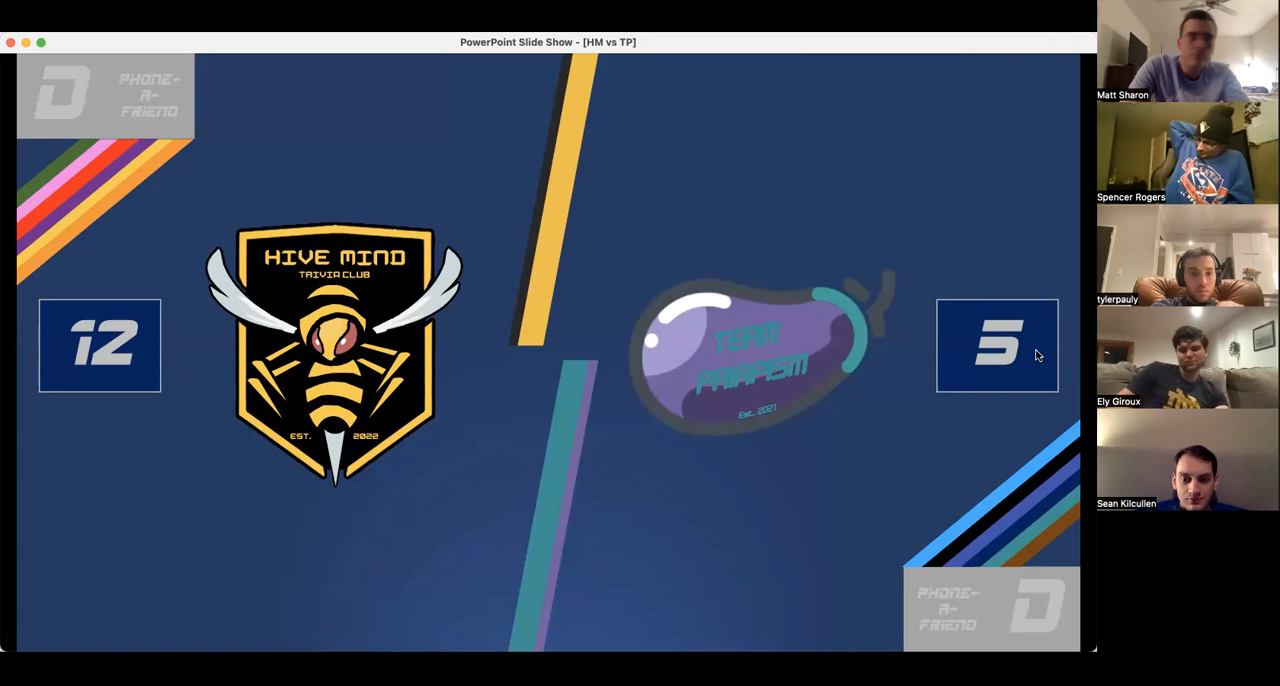 PowerPoint Slide Show - [HM vs TP]
D
PHONE-
A-
FRIEND
HIVE MIND
TRIVIA CLUB
EST. 2022
12
TEAM
PRIAPISM
Est. 2021
5
PHONE-
A-
FRIEND
D
Matt Sharon
Spencer Rogers
tylerpauly
Ely Giroux
Sean Kilcullen